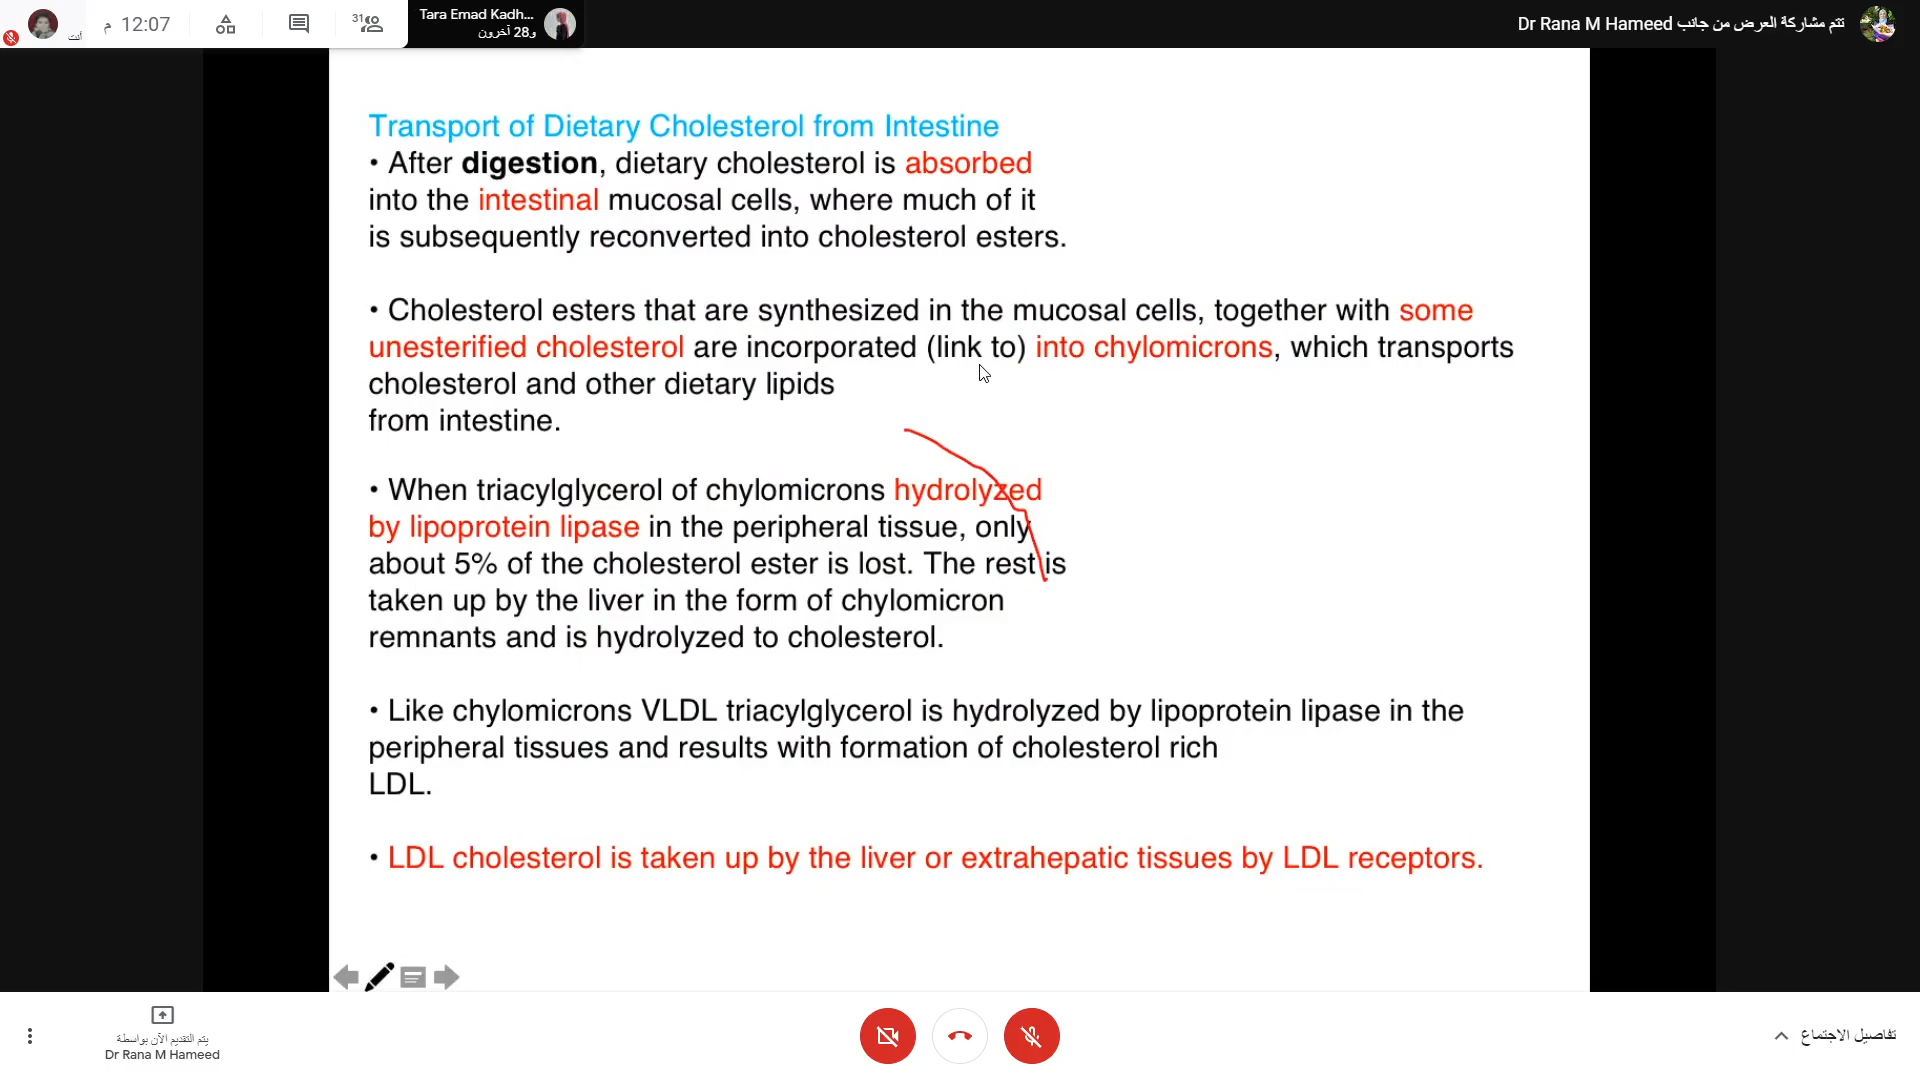 أنت
12:07 م
31
Tara Emad Kadh...
و28 آخرون
تتم مشاركة العرض من جانب Dr Rana M Hameed
Transport of Dietary Cholesterol from Intestine
• After digestion, dietary cholesterol is absorbed
into the intestinal mucosal cells, where much of it
is subsequently reconverted into cholesterol esters.
• Cholesterol esters that are synthesized in the mucosal cells, together with some
unesterified cholesterol are incorporated (link to) into chylomicrons, which transports
cholesterol and other dietary lipids
from intestine.
• When triacylglycerol of chylomicrons hydrolyzed
by lipoprotein lipase in the peripheral tissue, only
about 5% of the cholesterol ester is lost. The rest is
taken up by the liver in the form of chylomicron
remnants and is hydrolyzed to cholesterol.
• Like chylomicrons VLDL triacylglycerol is hydrolyzed by lipoprotein lipase in the
peripheral tissues and results with formation of cholesterol rich
LDL.
• LDL cholesterol is taken up by the liver or extrahepatic tissues by LDL receptors.
يتم التقديم الآن بواسطة
Dr Rana M Hameed
تفاصيل الاجتماع